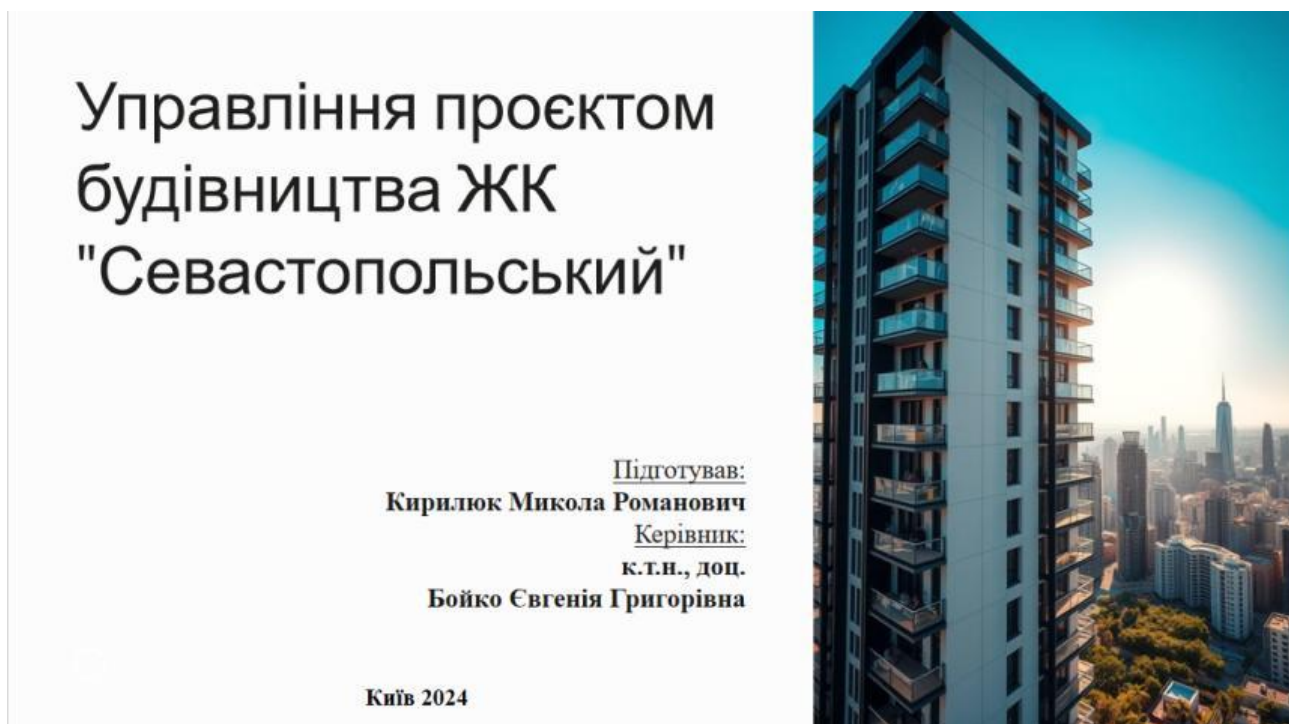 Управління проєктом
будівництва ЖК
"Севастопольський"
Підготував:
Кирилюк Микола Романович
Керівник:
к.т.н., доц.
Бойко Євгенія Григорівна
Київ 2024